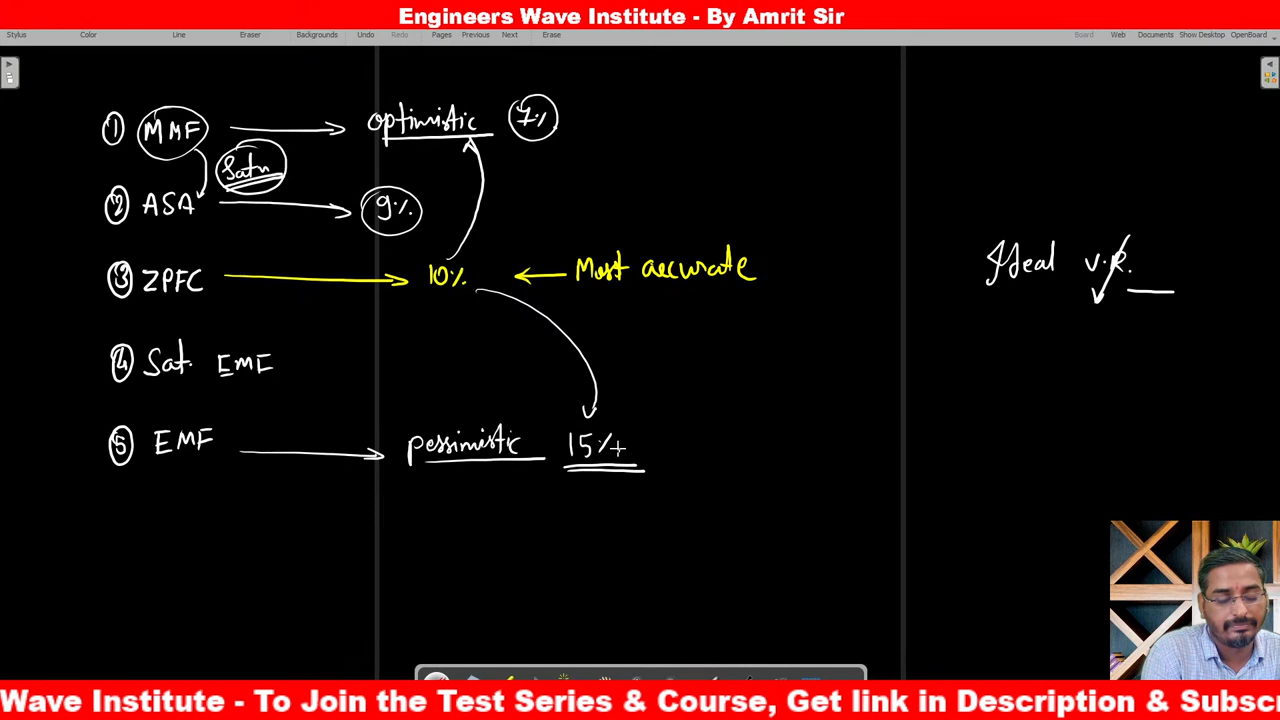 Engineers Wave Institute - By Amrit Sir
Stylus Color Line Eraser Backgrounds Undo Redo Pages Previous Next Erase Board Web Documents Show Desktop OpenBoard
① MMF → optimistic 7%
Satn
② ASA → 9%
③ ZPFC → 10% ← Most accurate
Ideal V.R.
④ Sat. EMF
⑤ EMF → pessimistic 15%+
Wave Institute - To Join the Test Series & Course, Get link in Description & Subsc